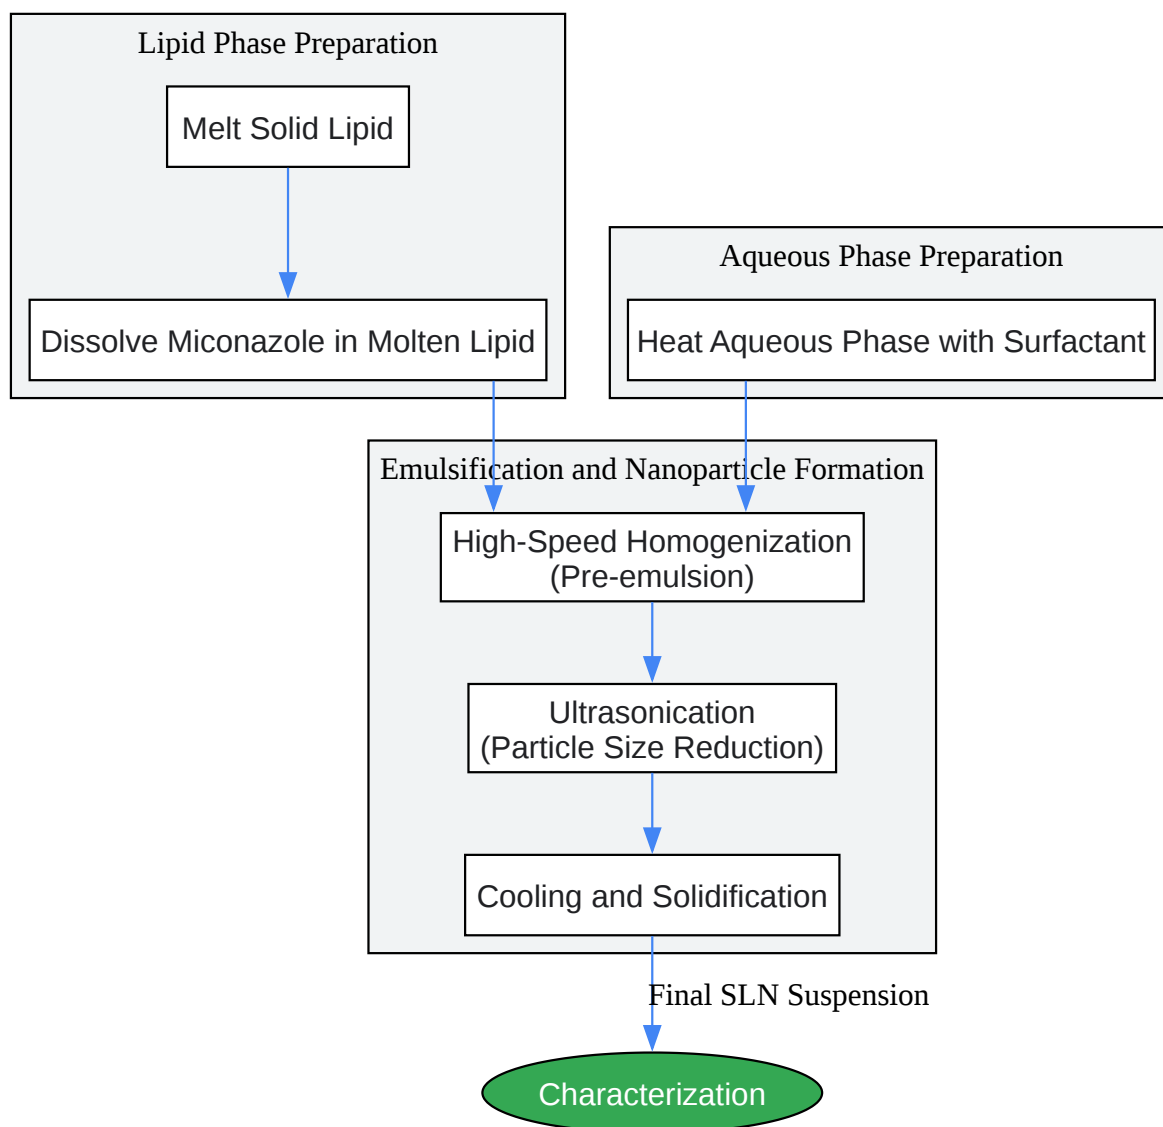 Lipid Phase Preparation
Melt Solid Lipid
Dissolve Miconazole in Molten Lipid
Aqueous Phase Preparation
Heat Aqueous Phase with Surfactant
Emulsification and Nanoparticle Formation
High-Speed Homogenization
(Pre-emulsion)
Ultrasonication
(Particle Size Reduction)
Cooling and Solidification
Final SLN Suspension
Characterization